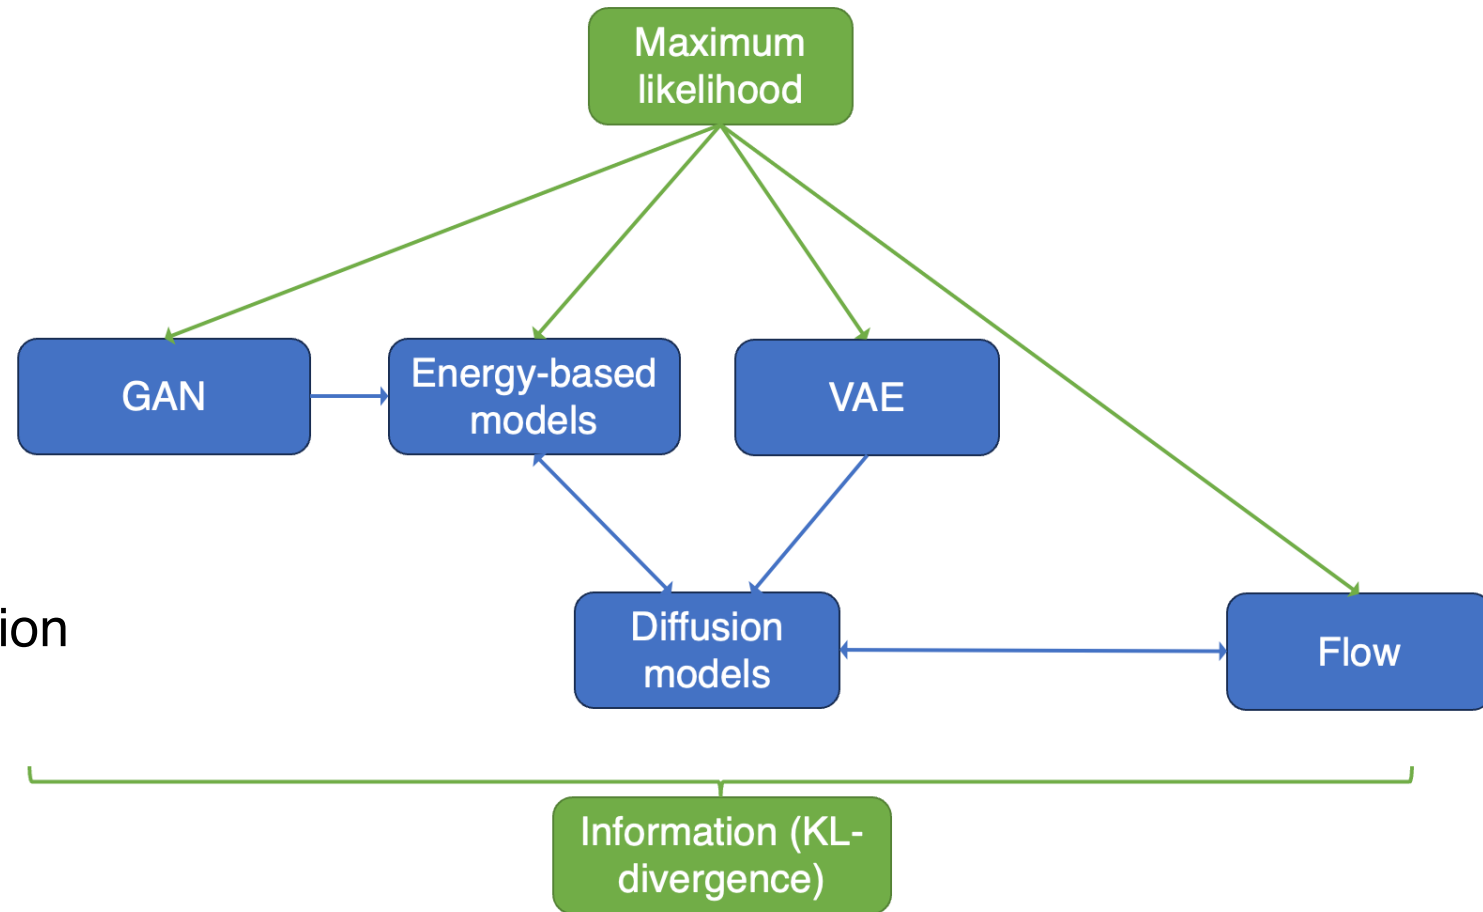 Maximum
likelihood
GAN
Energy-based
models
VAE
ion
Diffusion
models
Flow
Information (KL-
divergence)